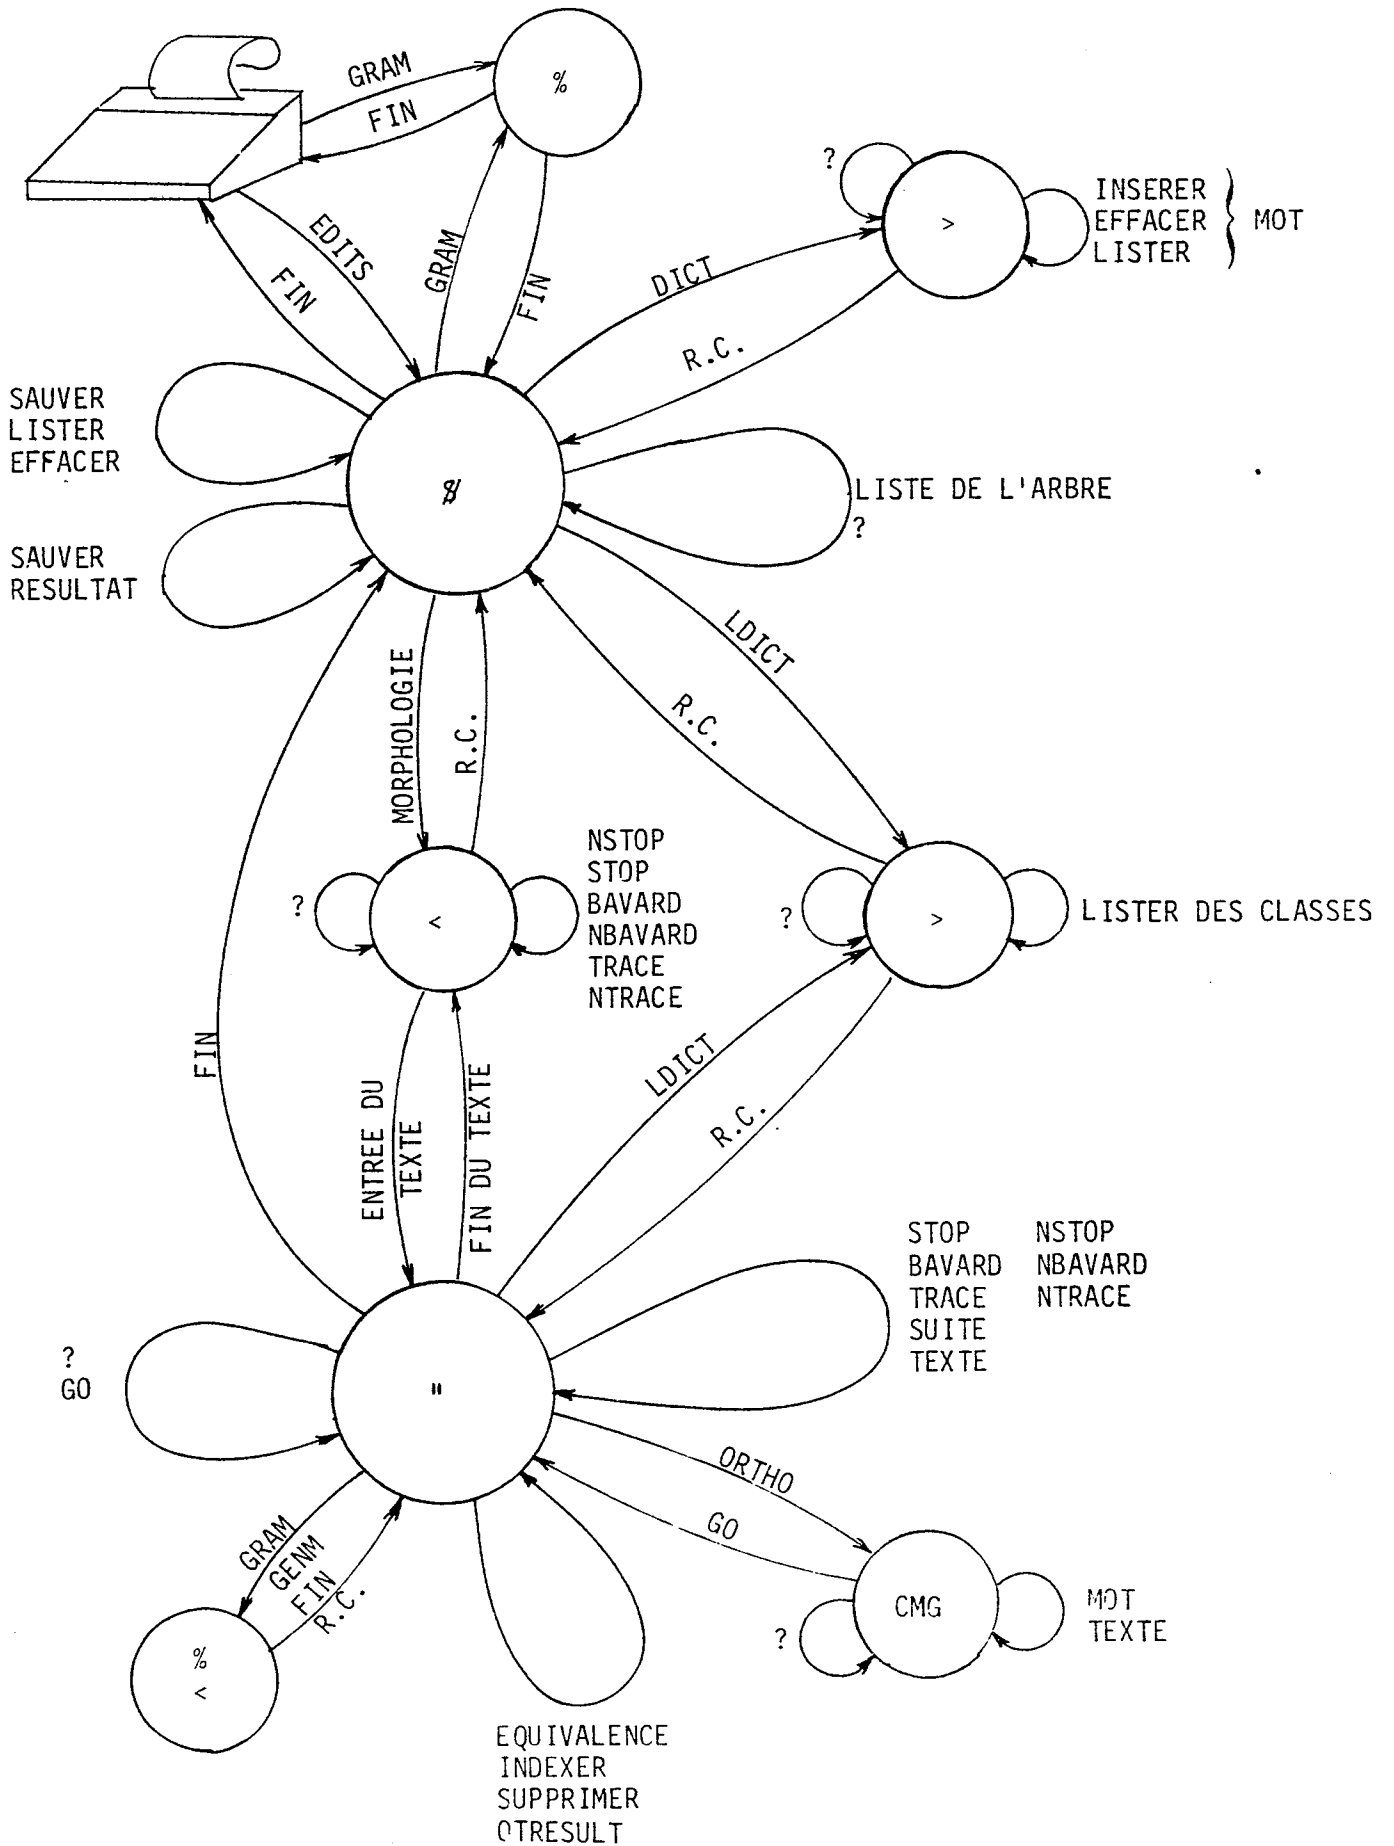 GRAM
%
FIN
?
>
INSERER
EFFACER
LISTER
MOT
EDITS
FIN
GRAM
FIN
DICT
R.C.
SAUVER
LISTER
EFFACER
$
LISTE DE L'ARBRE
?
SAUVER
RESULTAT
LDICT
R.C.
MORPHOLOGIE
R.C.
NSTOP
STOP
BAVARD
NBAVARD
TRACE
NTRACE
?
<
?
>
LISTER DES CLASSES
FIN
ENTREE DU
TEXTE
FIN DU TEXTE
LDICT
R.C.
STOP NSTOP
BAVARD NBAVARD
TRACE NTRACE
SUITE
TEXTE
?
GO
"
ORTHO
GO
GRAM
GENM
FIN
R.C.
CMG
?
MOT
TEXTE
%
<
EQUIVALENCE
INDEXER
SUPPRIMER
OTRESULT